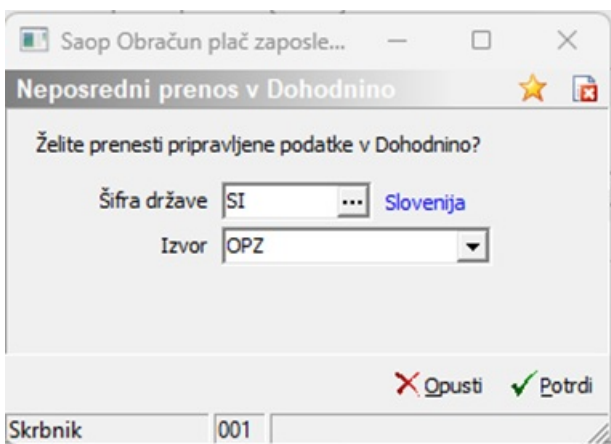 Saop Obračun plač zaposle...
Neposredni prenos v Dohodnino
Želite prenesti pripravljene podatke v Dohodnino?
Šifra države SI ... Slovenija
Izvor OPZ
Opusti Potrdi
Skrbnik 001